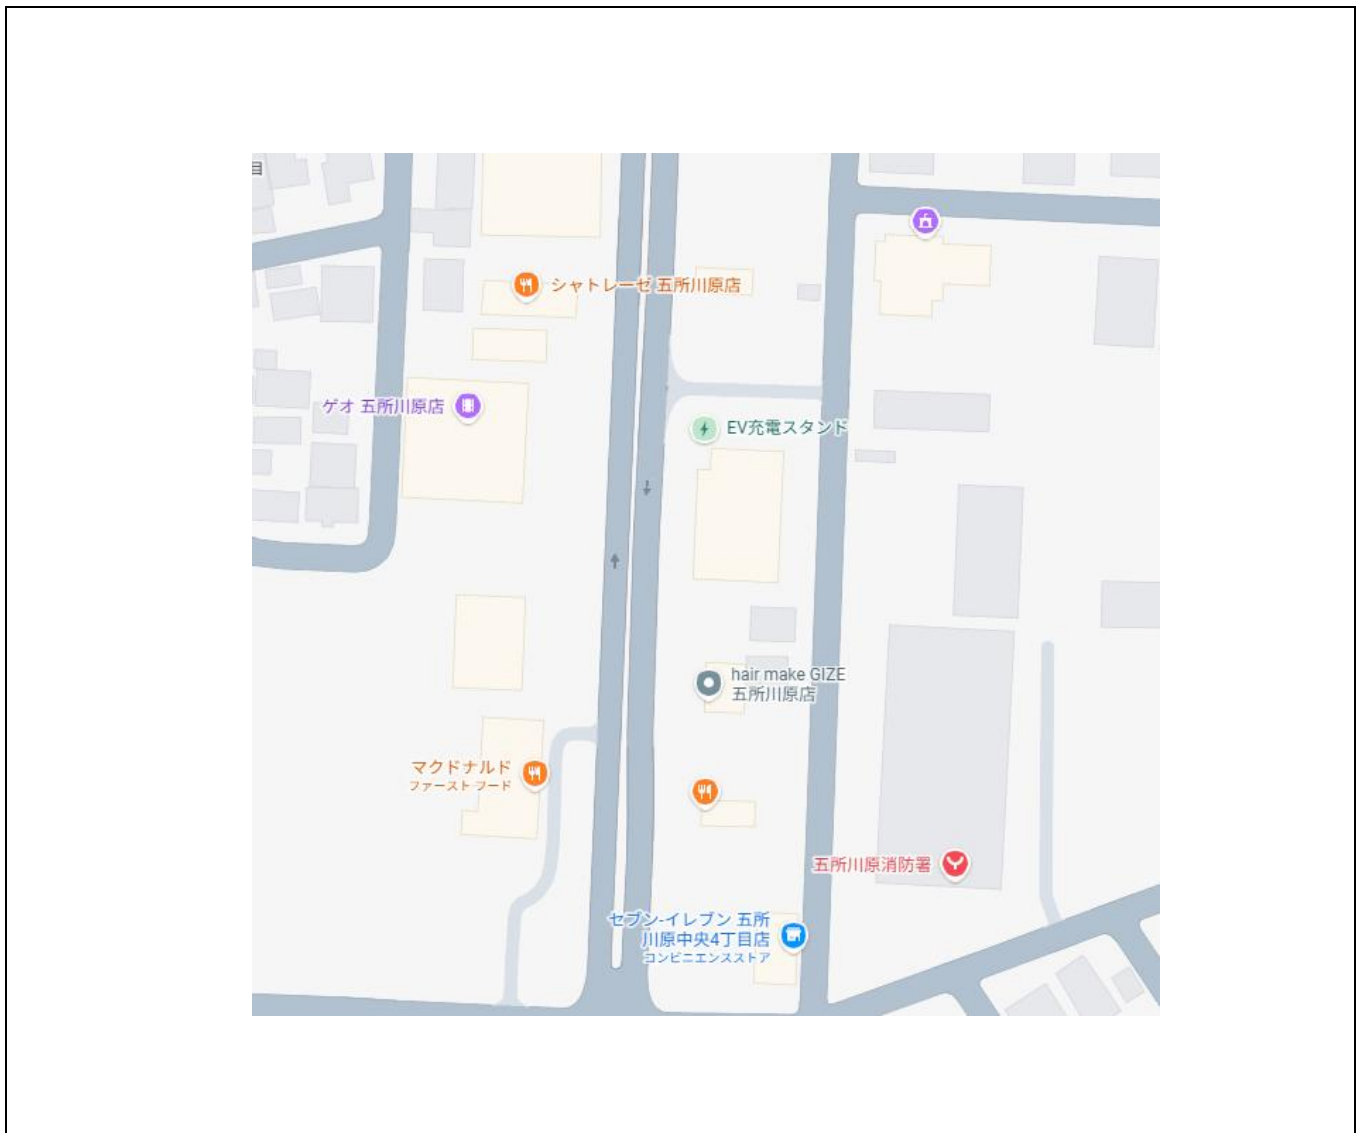 目
シャトレーゼ 五所川原店
ゲオ 五所川原店
EV充電スタンド
hair make GIZE
五所川原店
マクドナルド
ファースト フード
五所川原消防署
セブン-イレブン 五所
川原中央4丁目店
コンビニエンスストア